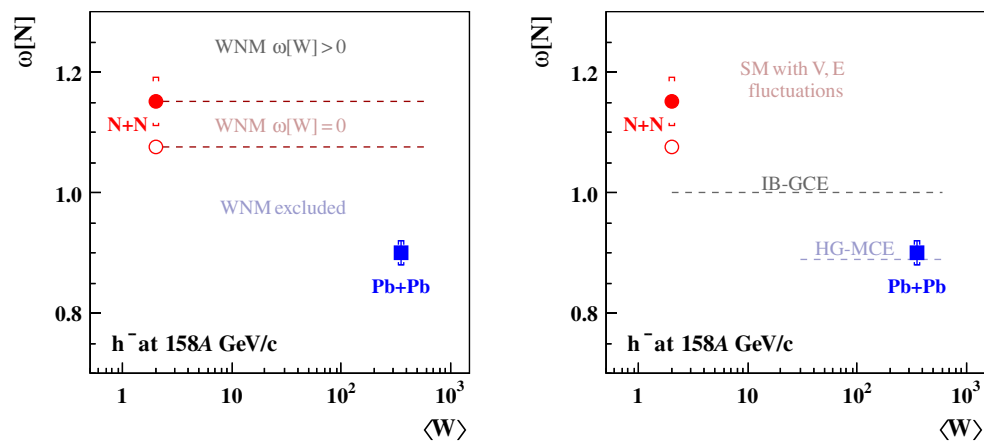 ω[N]
1.2
1.0
0.8
WNM ω[W] > 0
N+N
WNM ω[W] = 0
WNM excluded
Pb+Pb
h⁻ at 158A GeV/c
1
10
10²
10³
⟨W⟩
ω[N]
1.2
1.0
0.8
SM with V, E
fluctuations
N+N
IB-GCE
HG-MCE
Pb+Pb
h⁻ at 158A GeV/c
1
10
10²
10³
⟨W⟩